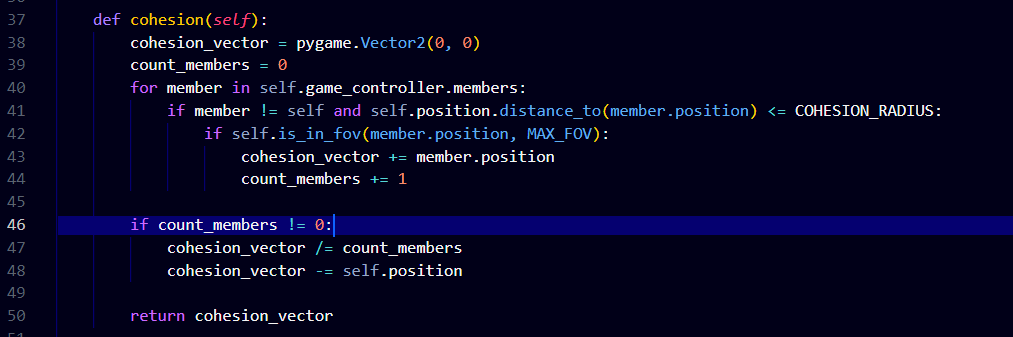 37 def cohesion(self):
38 cohesion_vector = pygame.Vector2(0, 0)
39 count_members = 0
40 for member in self.game_controller.members:
41 if member != self and self.position.distance_to(member.position) <= COHESION_RADIUS:
42 if self.is_in_fov(member.position, MAX_FOV):
43 cohesion_vector += member.position
44 count_members += 1
45
46 if count_members != 0:
47 cohesion_vector /= count_members
48 cohesion_vector -= self.position
49
50 return cohesion_vector